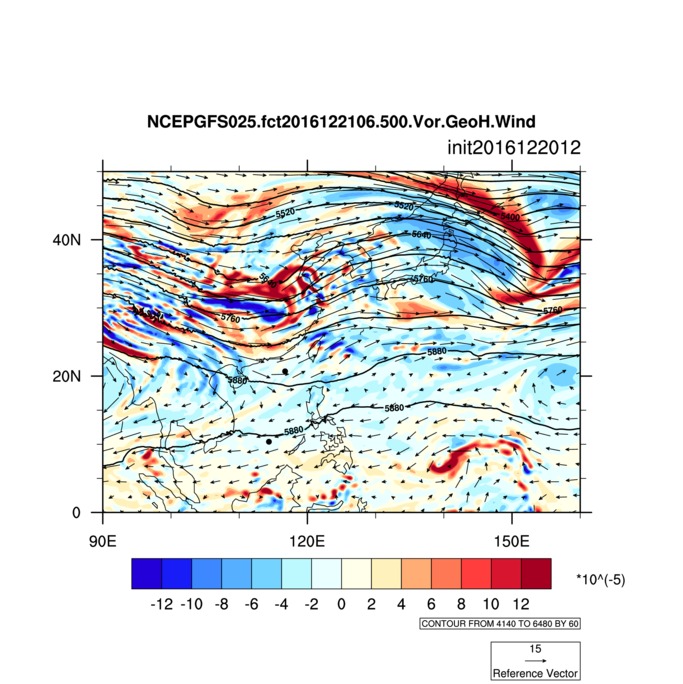 NCEPGFS025.fct2016122106.500.Vor.GeoH.Wind
init2016122012
5520
5520
5400
40N
5640
5640
5760
5760
5760
5880
20N
5880
5880
5880
0
90E 120E 150E
-12 -10 -8 -6 -4 -2 0 2 4 6 8 10 12
*10^(-5)
CONTOUR FROM 4140 TO 6480 BY 60
15
Reference Vector